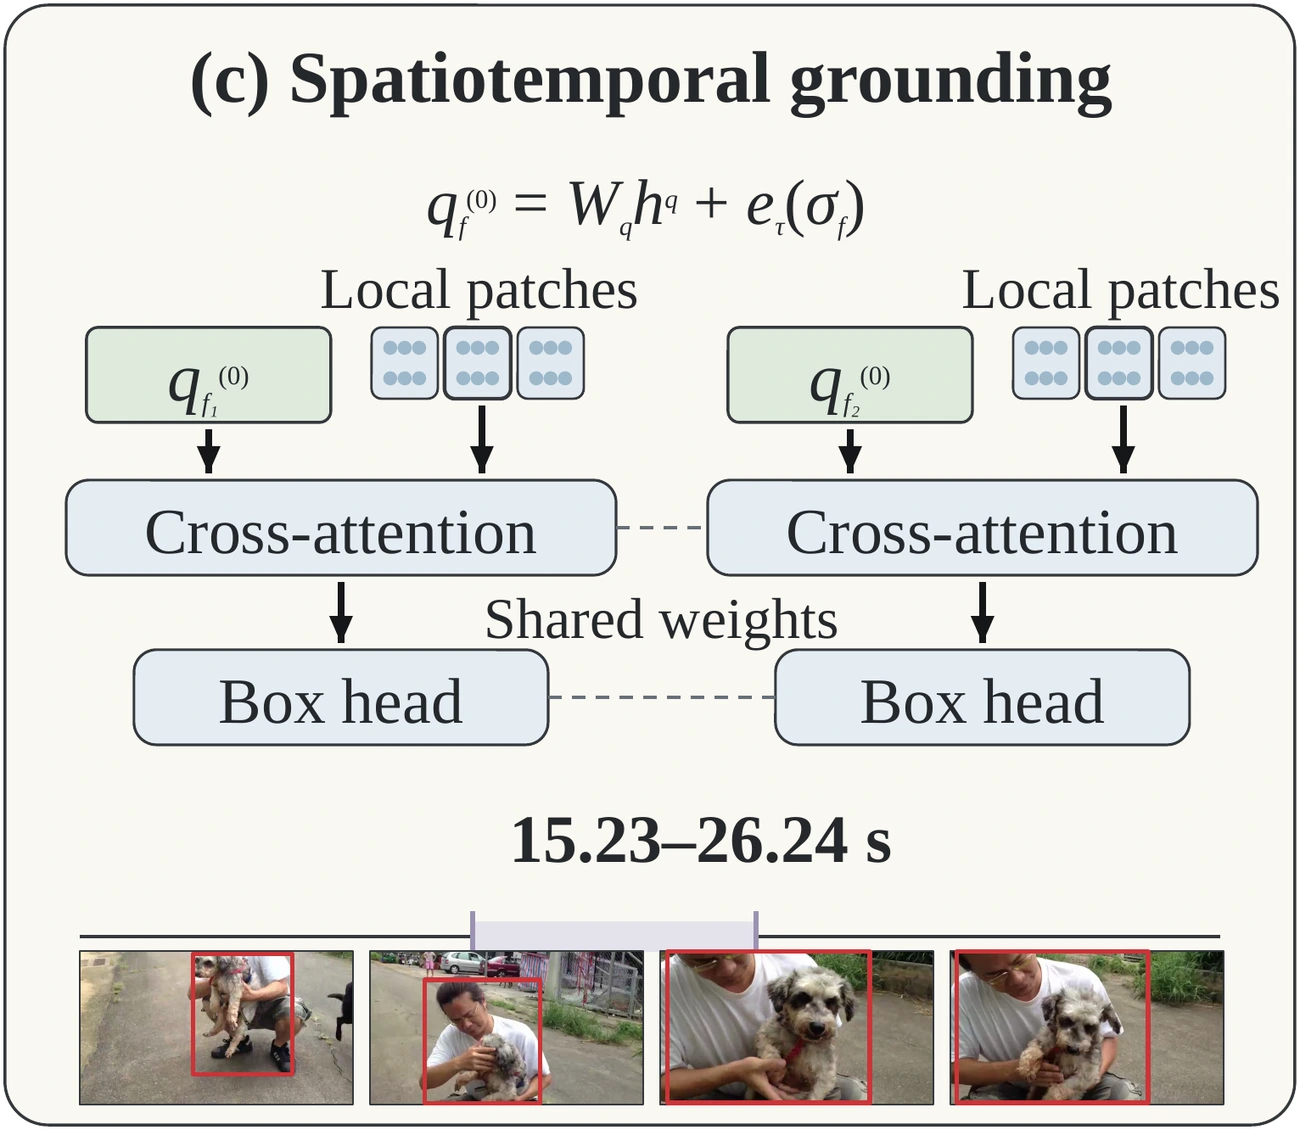 (c) Spatiotemporal grounding
q_f^(0) = W_q h^q + e_τ(σ_f)
Local patches Local patches
q_f₁^(0) q_f₂^(0)
Cross-attention Cross-attention
Shared weights
Box head Box head
15.23–26.24 s